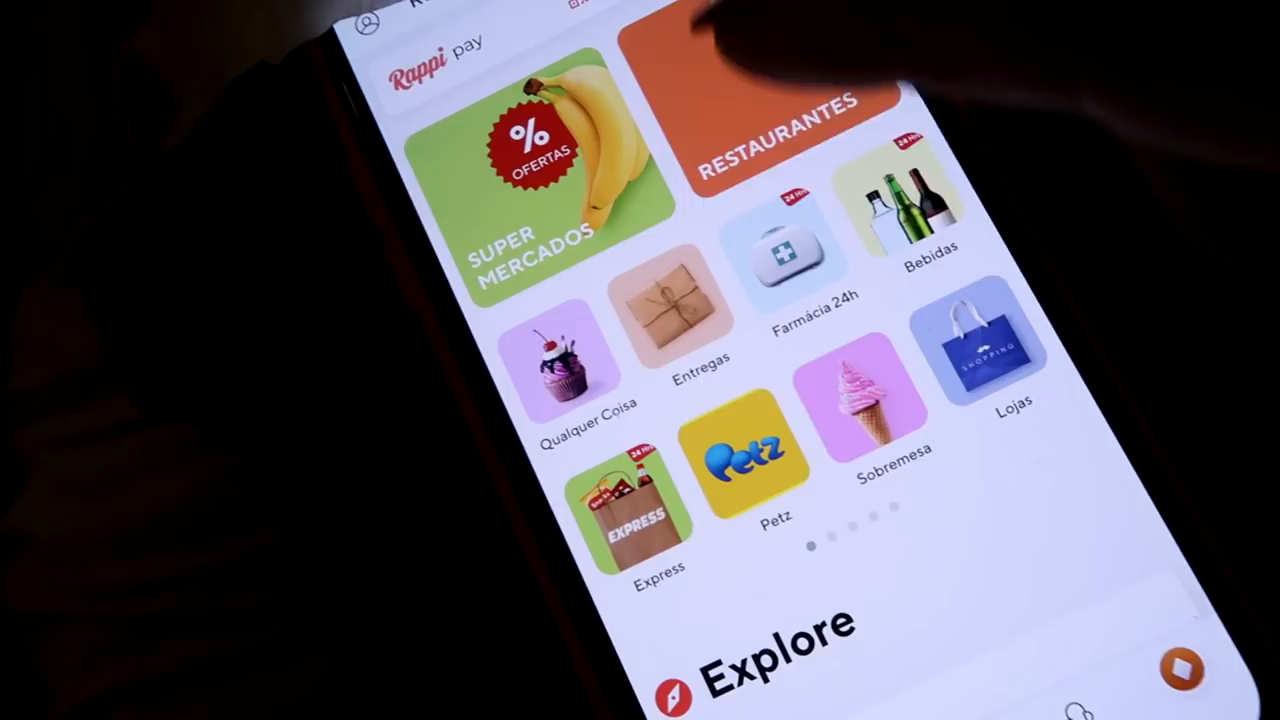 Rappi pay
%
OFERTAS
SUPER
MERCADOS
RESTAURANTES
Qualquer Coisa
Entregas
24 Hrs
Farmácia 24h
24 Hrs
Bebidas
24 Hrs
EXPRESS
Express
Petz
Petz
Sobremesa
SHOPPING
Lojas
Explore